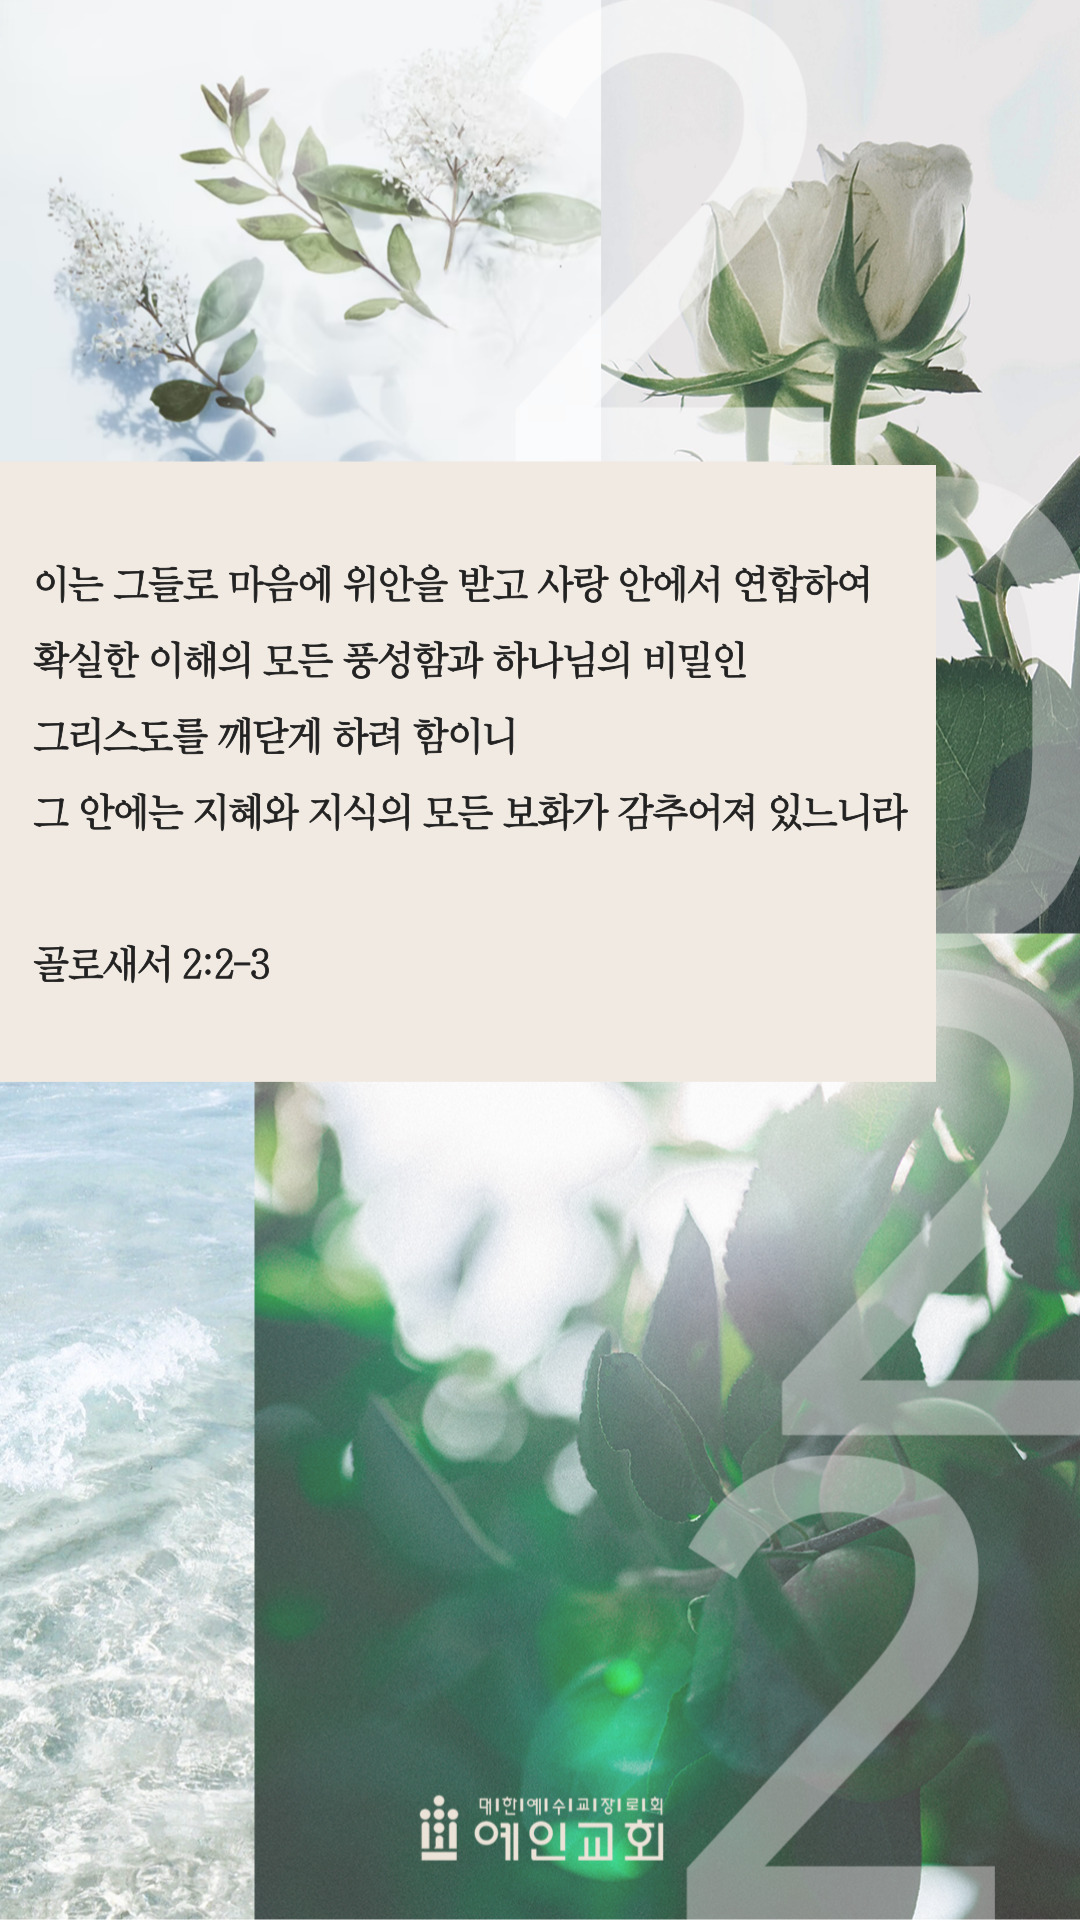 이는 그들로 마음에 위안을 받고 사랑 안에서 연합하여
확실한 이해의 모든 풍성함과 하나님의 비밀인
그리스도를 깨닫게 하려 함이니
그 안에는 지혜와 지식의 모든 보화가 감추어져 있느니라
골로새서 2:2-3
2
0
2
2
대한예수교장로회
예인교회